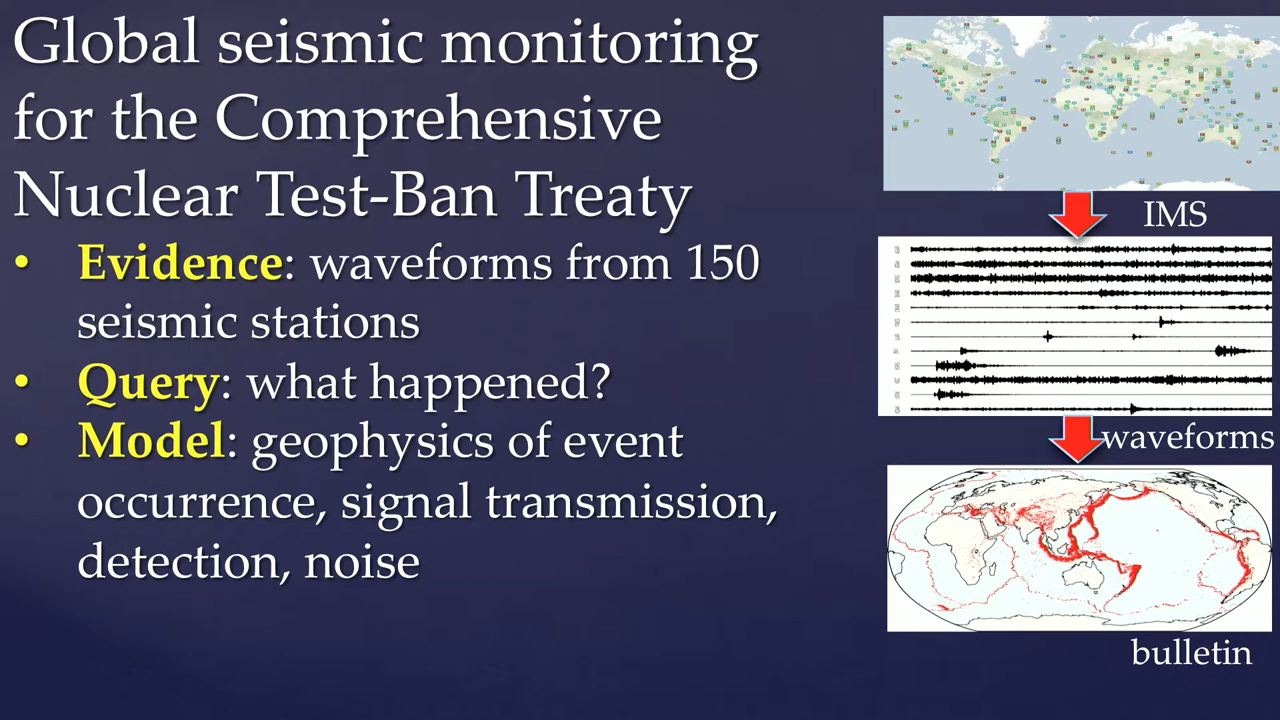 Global seismic monitoring
for the Comprehensive
Nuclear Test-Ban Treaty
• Evidence: waveforms from 150
seismic stations
• Query: what happened?
• Model: geophysics of event
occurrence, signal transmission,
detection, noise
IMS
waveforms
bulletin